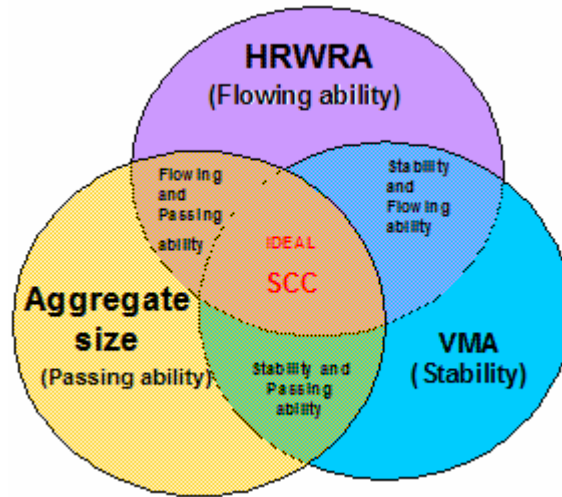 HRWRA
(Flowing ability)
Flowing
and
Passing
ability
Stability
and
Flowing
ability
IDEAL
SCC
Aggregate
size
(Passing ability)
VMA
(Stability)
Stability and
Passing
ability